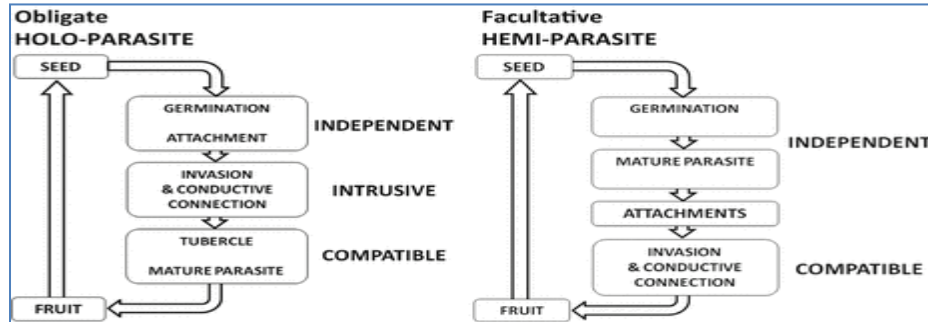 Obligate
HOLO-PARASITE
SEED
GERMINATION
ATTACHMENT
INDEPENDENT
INVASION
& CONDUCTIVE
CONNECTION
INTRUSIVE
TUBERCLE
MATURE PARASITE
COMPATIBLE
FRUIT
Facultative
HEMI-PARASITE
SEED
GERMINATION
INDEPENDENT
MATURE PARASITE
ATTACHMENTS
INVASION
& CONDUCTIVE
CONNECTION
COMPATIBLE
FRUIT